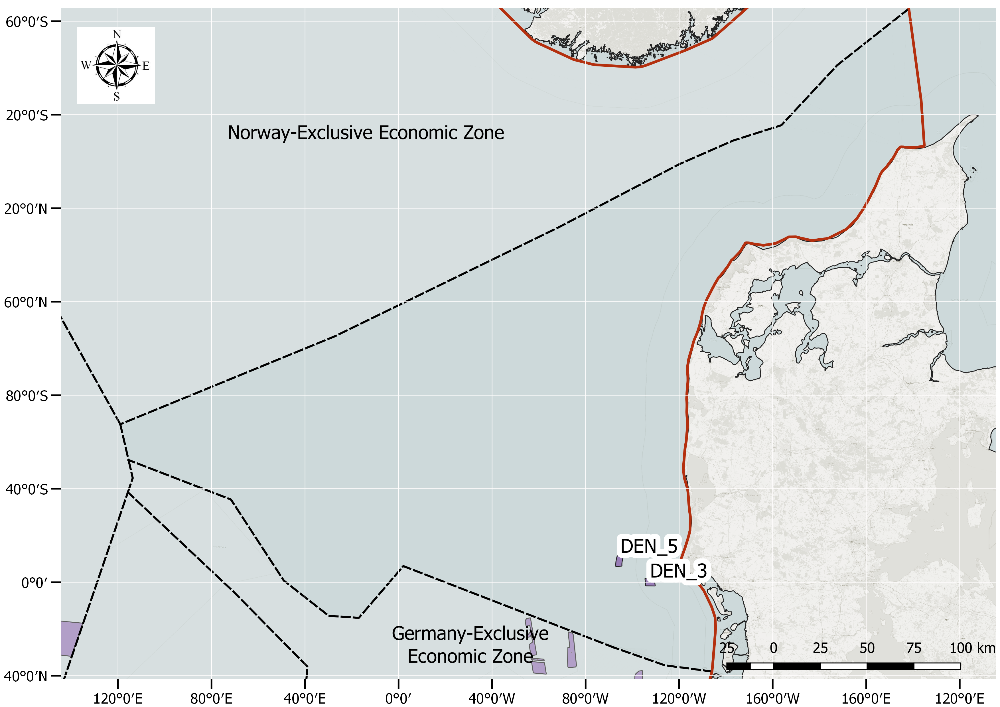 60°0′S
N
W
E
S
20°0′S
Norway-Exclusive Economic Zone
20°0′N
60°0′N
80°0′S
40°0′S
DEN_5
DEN_3
0°0′
Germany-Exclusive
Economic Zone
25 0 25 50 75 100 km
40°0′N
120°0′E 80°0′E 40°0′E 0°0′ 40°0′W 80°0′W 120°0′W 160°0′W 160°0′E 120°0′E